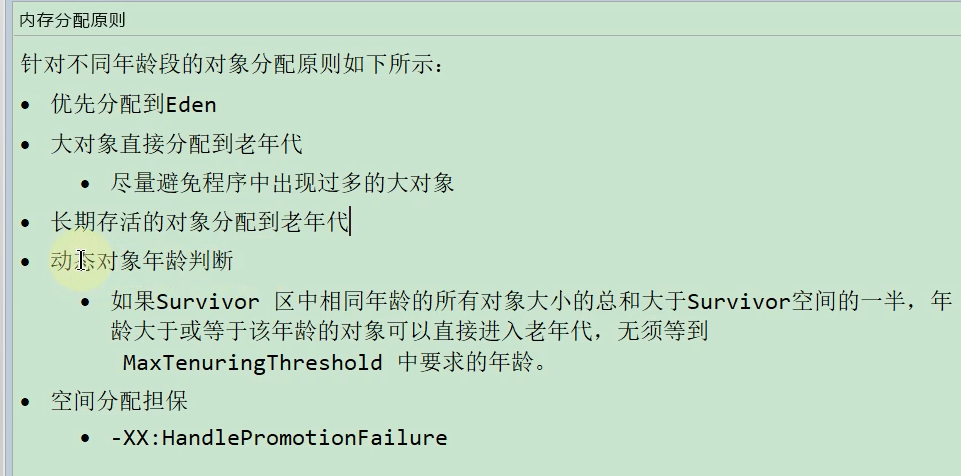 内存分配原则
针对不同年龄段的对象分配原则如下所示：
• 优先分配到Eden
• 大对象直接分配到老年代
• 尽量避免程序中出现过多的大对象
• 长期存活的对象分配到老年代
• 动态对象年龄判断
• 如果Survivor 区中相同年龄的所有对象大小的总和大于Survivor空间的一半，年
龄大于或等于该年龄的对象可以直接进入老年代，无须等到
MaxTenuringThreshold 中要求的年龄。
• 空间分配担保
• -XX:HandlePromotionFailure